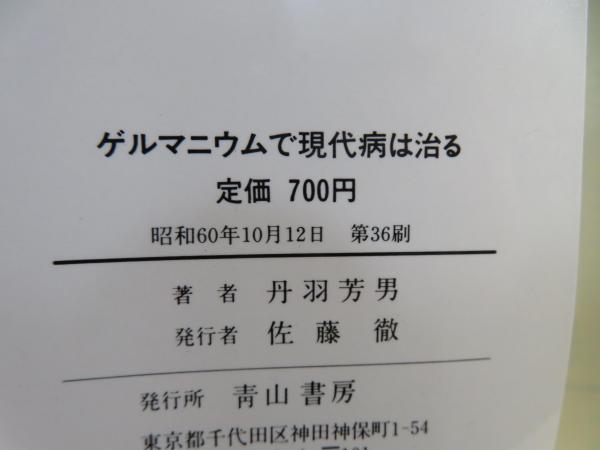 ゲルマニウムで現代病は治る
定価 700円
昭和60年10月12日 第36刷
著者 丹羽芳男
発行者 佐藤徹
発行所 青山書房
東京都千代田区神田神保町1-54